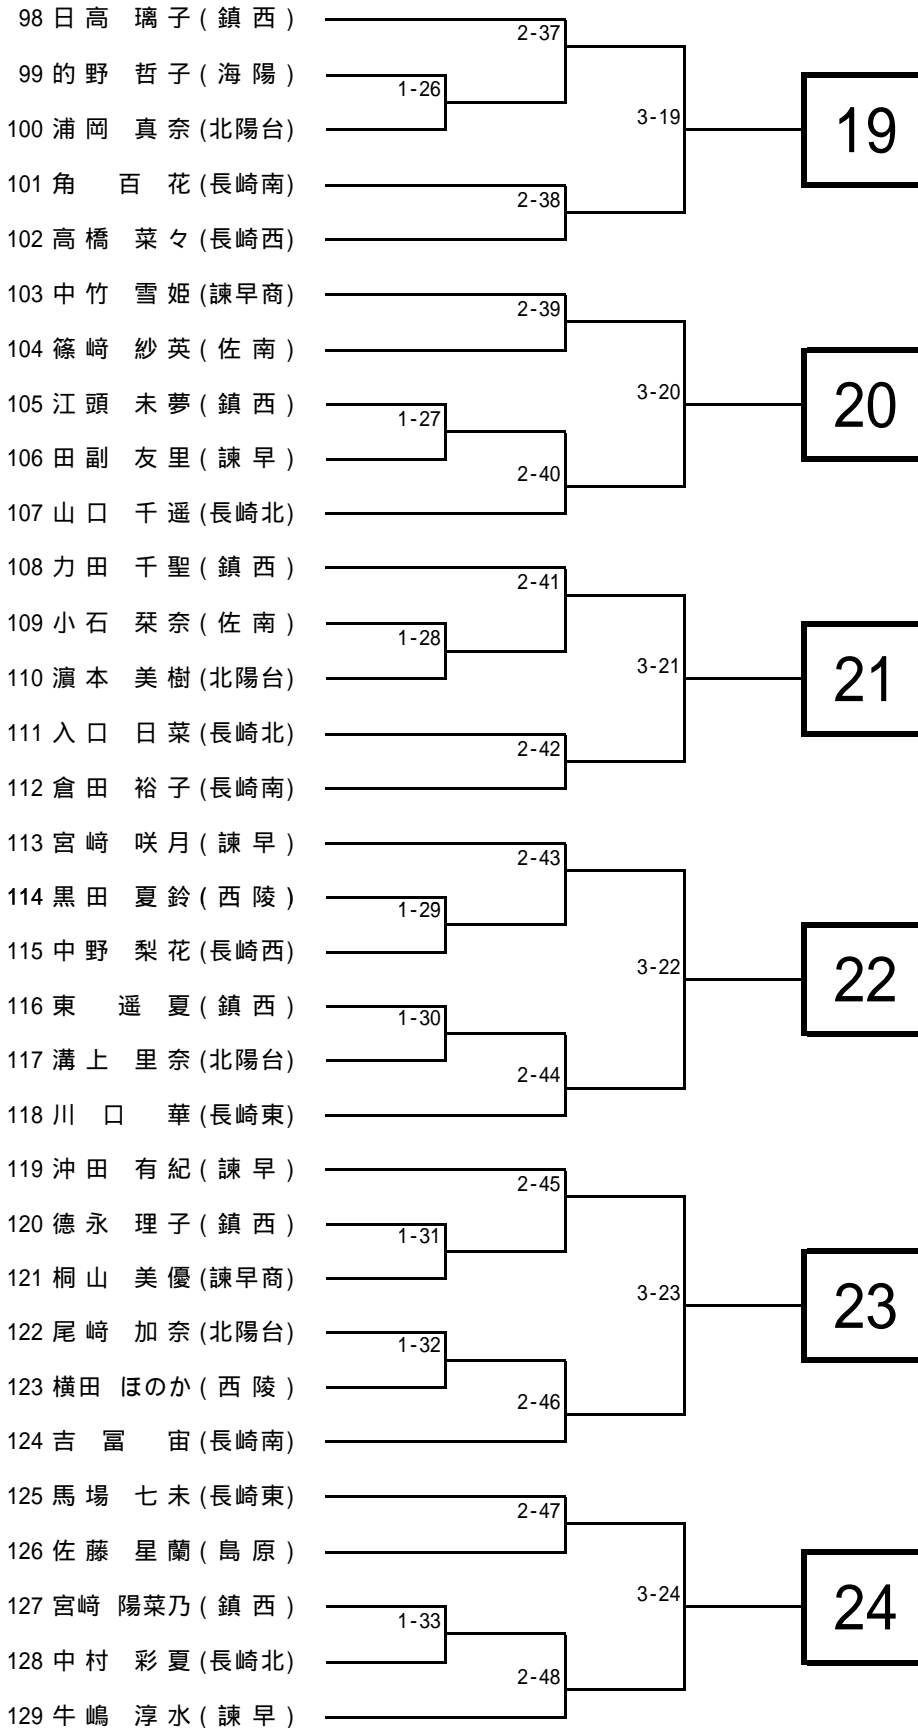 98 日高 璃子 (鎮西)
2-37
99 的野 哲子 (海陽)
1-26
100 浦岡 真奈 (北陽台)
3-19
19
101 角 百花 (長崎南)
2-38
102 高橋 菜々 (長崎西)
103 中竹 雪姫 (諫早商)
2-39
104 篠﨑 紗英 (佐南)
3-20
20
105 江頭 未夢 (鎮西)
1-27
106 田副 友里 (諫早)
2-40
107 山口 千遥 (長崎北)
108 力田 千聖 (鎮西)
2-41
109 小石 栞奈 (佐南)
1-28
110 濵本 美樹 (北陽台)
3-21
21
111 入口 日菜 (長崎北)
2-42
112 倉田 裕子 (長崎南)
113 宮﨑 咲月 (諫早)
2-43
114 黒田 夏鈴 (西陵)
1-29
115 中野 梨花 (長崎西)
3-22
22
116 東 遥夏 (鎮西)
1-30
117 溝上 里奈 (北陽台)
2-44
118 川口 華 (長崎東)
119 沖田 有紀 (諫早)
2-45
120 德永 理子 (鎮西)
1-31
121 桐山 美優 (諫早商)
3-23
23
122 尾﨑 加奈 (北陽台)
1-32
123 横田 ほのか (西陵)
2-46
124 吉冨 宙 (長崎南)
125 馬場 七未 (長崎東)
2-47
126 佐藤 星蘭 (島原)
3-24
24
127 宮﨑 陽菜乃 (鎮西)
1-33
128 中村 彩夏 (長崎北)
2-48
129 牛嶋 淳水 (諫早)